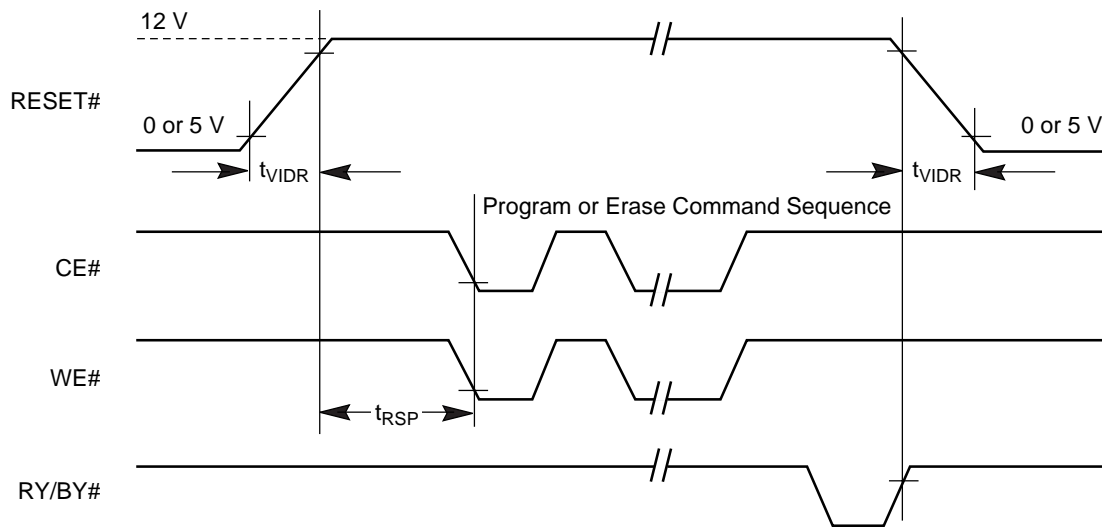 12 V
RESET#
0 or 5 V
0 or 5 V
tVIDR
tVIDR
Program or Erase Command Sequence
CE#
WE#
tRSP
RY/BY#